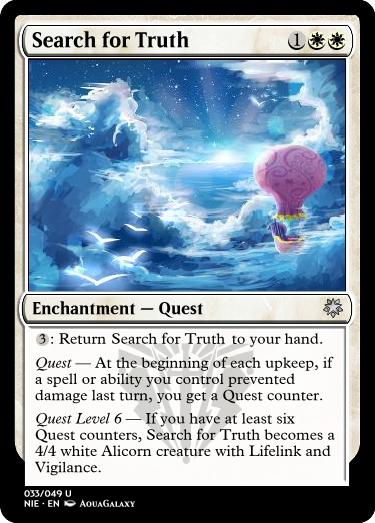 Search for Truth 1
Enchantment — Quest
3: Return Search for Truth to your hand.
Quest — At the beginning of each upkeep, if
a spell or ability you control prevented
damage last turn, you get a Quest counter.
Quest Level 6 — If you have at least six
Quest counters, Search for Truth becomes a
4/4 white Alicorn creature with Lifelink and
Vigilance.
033/049 U
NIE • EN AquaGalaxy